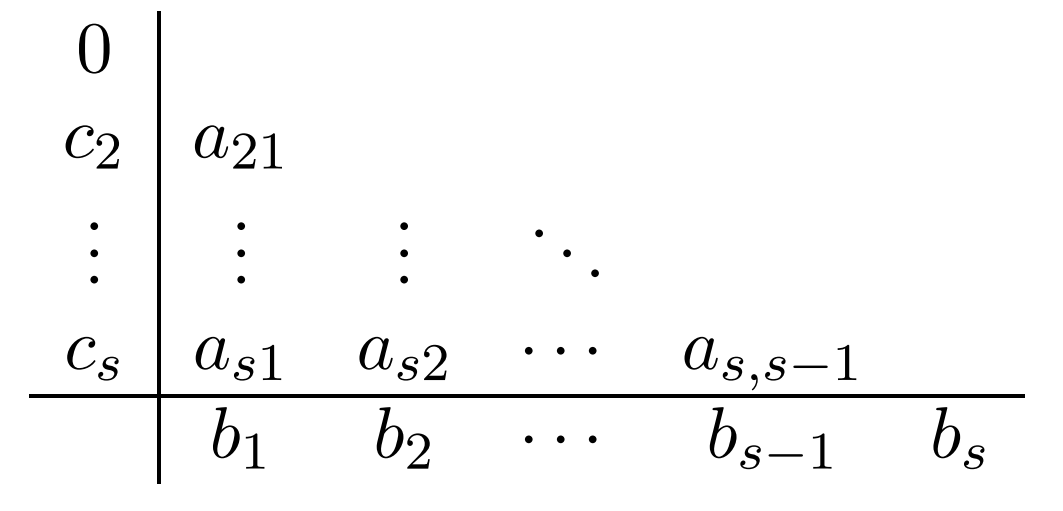 0
c₂ a₂₁
⋮ ⋮ ⋮ ⋱
cₛ aₛ₁ aₛ₂ ⋯ aₛ,ₛ₋₁
b₁ b₂ ⋯ bₛ₋₁ bₛ